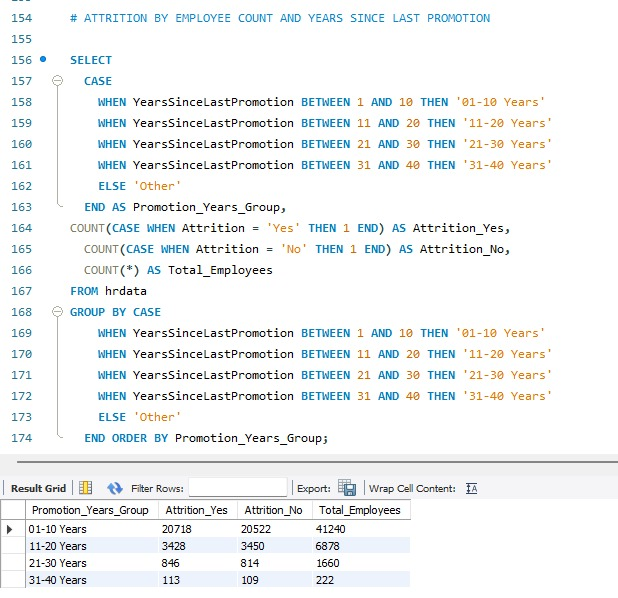 154 # ATTRITION BY EMPLOYEE COUNT AND YEARS SINCE LAST PROMOTION
155
156 SELECT
157 CASE
158 WHEN YearsSinceLastPromotion BETWEEN 1 AND 10 THEN '01-10 Years'
159 WHEN YearsSinceLastPromotion BETWEEN 11 AND 20 THEN '11-20 Years'
160 WHEN YearsSinceLastPromotion BETWEEN 21 AND 30 THEN '21-30 Years'
161 WHEN YearsSinceLastPromotion BETWEEN 31 AND 40 THEN '31-40 Years'
162 ELSE 'Other'
163 END AS Promotion_Years_Group,
164 COUNT(CASE WHEN Attrition = 'Yes' THEN 1 END) AS Attrition_Yes,
165 COUNT(CASE WHEN Attrition = 'No' THEN 1 END) AS Attrition_No,
166 COUNT(*) AS Total_Employees
167 FROM hrdata
168 GROUP BY CASE
169 WHEN YearsSinceLastPromotion BETWEEN 1 AND 10 THEN '01-10 Years'
170 WHEN YearsSinceLastPromotion BETWEEN 11 AND 20 THEN '11-20 Years'
171 WHEN YearsSinceLastPromotion BETWEEN 21 AND 30 THEN '21-30 Years'
172 WHEN YearsSinceLastPromotion BETWEEN 31 AND 40 THEN '31-40 Years'
173 ELSE 'Other'
174 END ORDER BY Promotion_Years_Group;
Result Grid Filter Rows: Export: Wrap Cell Content:
Promotion_Years_Group Attrition_Yes Attrition_No Total_Employees
01-10 Years 20718 20522 41240
11-20 Years 3428 3450 6878
21-30 Years 846 814 1660
31-40 Years 113 109 222